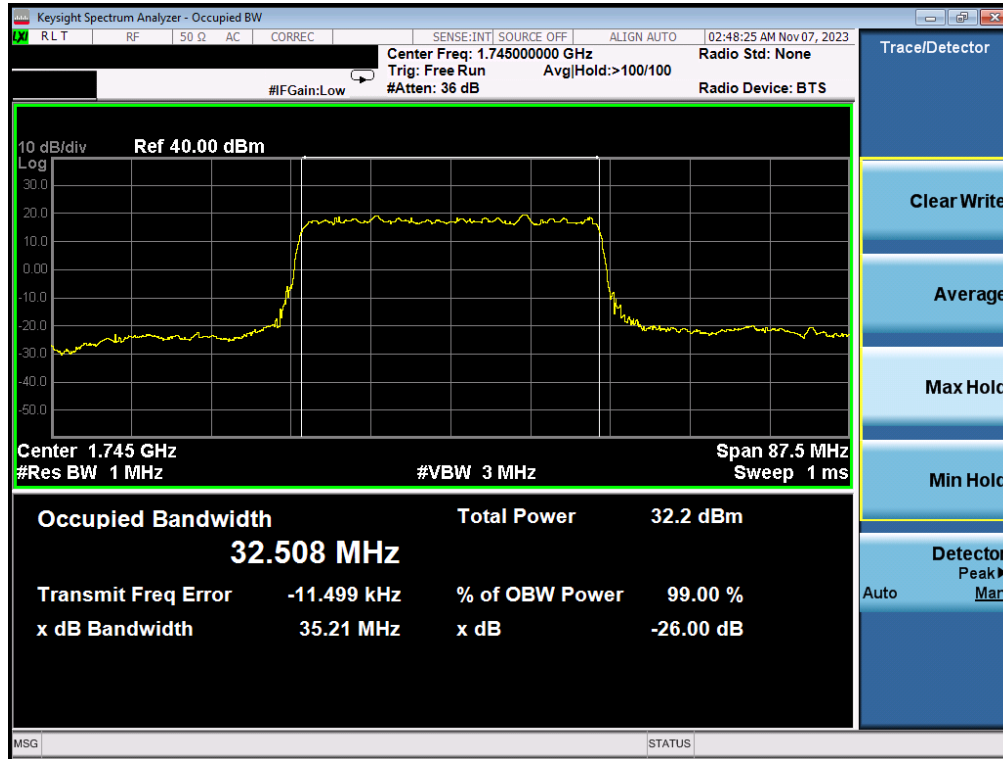 Keysight Spectrum Analyzer - Occupied BW
LXI RLT RF 50 Ω AC CORREC SENSE:INT SOURCE OFF ALIGN AUTO 02:48:25 AM Nov 07, 2023
Center Freq: 1.745000000 GHz Radio Std: None
Trig: Free Run Avg|Hold:>100/100
#IFGain:Low #Atten: 36 dB Radio Device: BTS
Trace/Detector
10 dB/div Ref 40.00 dBm
Log
30.0
20.0
10.0
0.00
-10.0
-20.0
-30.0
-40.0
-50.0
Center 1.745 GHz Span 87.5 MHz
#Res BW 1 MHz #VBW 3 MHz Sweep 1 ms
Clear Write
Average
Max Hold
Min Hold
Detector
Peak▶
Auto Man
Occupied Bandwidth Total Power 32.2 dBm
32.508 MHz
Transmit Freq Error -11.499 kHz % of OBW Power 99.00 %
x dB Bandwidth 35.21 MHz x dB -26.00 dB
MSG STATUS